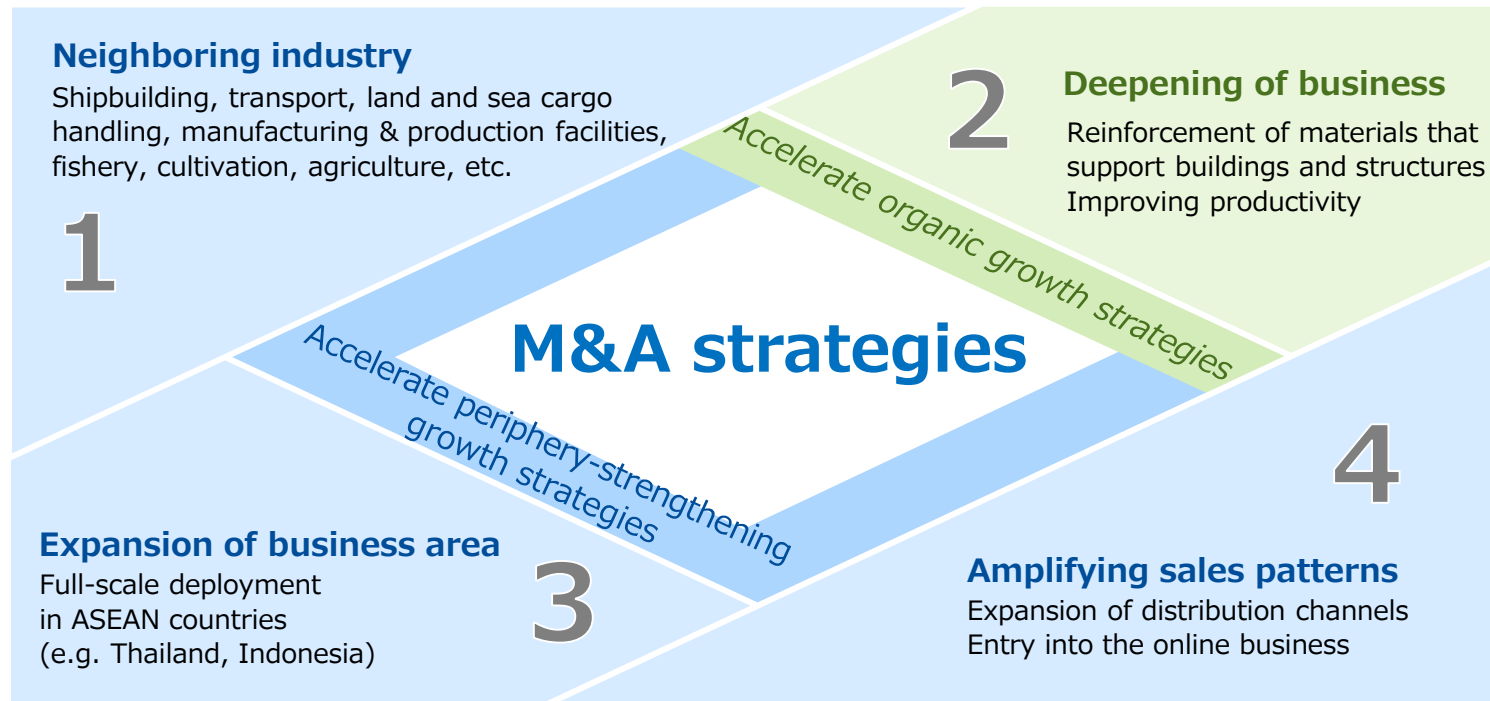 Neighboring industry
Shipbuilding, transport, land and sea cargo
handling, manufacturing & production facilities,
fishery, cultivation, agriculture, etc.
1
2
Deepening of business
Reinforcement of materials that
support buildings and structures
Improving productivity
Accelerate organic growth strategies
M&A strategies
Accelerate periphery-strengthening
growth strategies
Expansion of business area
Full-scale deployment
in ASEAN countries
(e.g. Thailand, Indonesia)
3
4
Amplifying sales patterns
Expansion of distribution channels
Entry into the online business